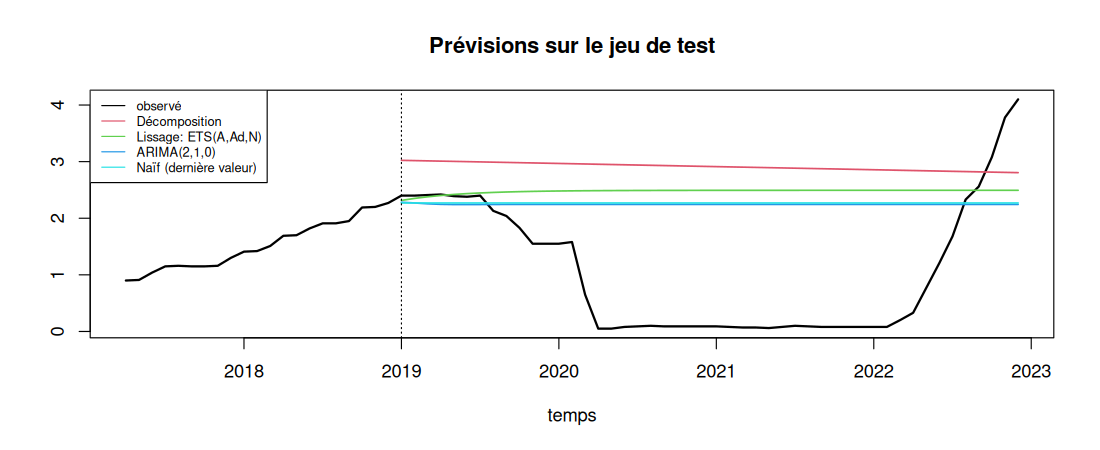 Prévisions sur le jeu de test
observé
Décomposition
Lissage: ETS(A,Ad,N)
ARIMA(2,1,0)
Naïf (dernière valeur)
4
3
2
1
0
2018 2019 2020 2021 2022 2023
temps